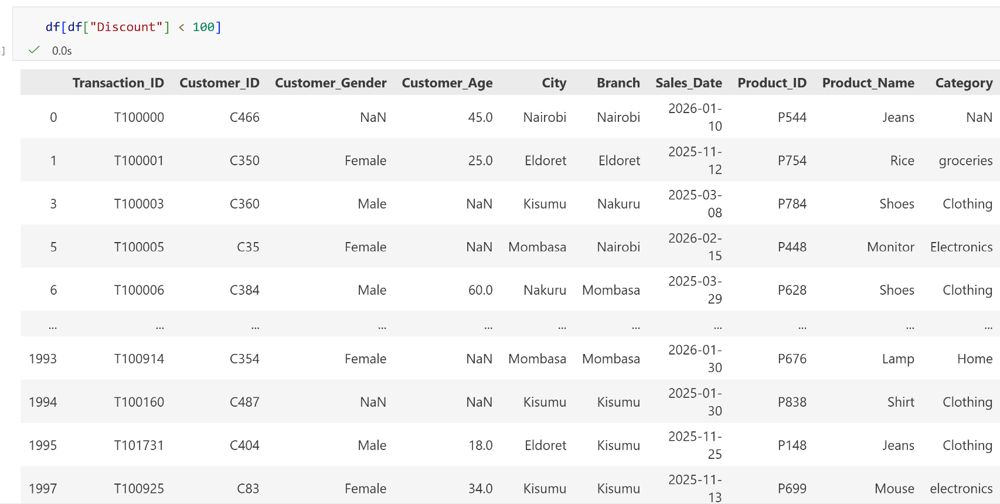 df[df["Discount"] < 100]
]
0.0s
Transaction_ID Customer_ID Customer_Gender Customer_Age City Branch Sales_Date Product_ID Product_Name Category
0 T100000 C466 NaN 45.0 Nairobi Nairobi 2026-01-10 P544 Jeans NaN
1 T100001 C350 Female 25.0 Eldoret Eldoret 2025-11-12 P754 Rice groceries
3 T100003 C360 Male NaN Kisumu Nakuru 2025-03-08 P784 Shoes Clothing
5 T100005 C35 Female NaN Mombasa Nairobi 2026-02-15 P448 Monitor Electronics
6 T100006 C384 Male 60.0 Nakuru Mombasa 2025-03-29 P628 Shoes Clothing
... ... ... ... ... ... ... ... ... ... ...
1993 T100914 C354 Female NaN Mombasa Mombasa 2026-01-30 P676 Lamp Home
1994 T100160 C487 NaN NaN Kisumu Kisumu 2025-01-30 P838 Shirt Clothing
1995 T101731 C404 Male 18.0 Eldoret Kisumu 2025-11-25 P148 Jeans Clothing
1997 T100925 C83 Female 34.0 Kisumu Kisumu 2025-11-13 P699 Mouse electronics